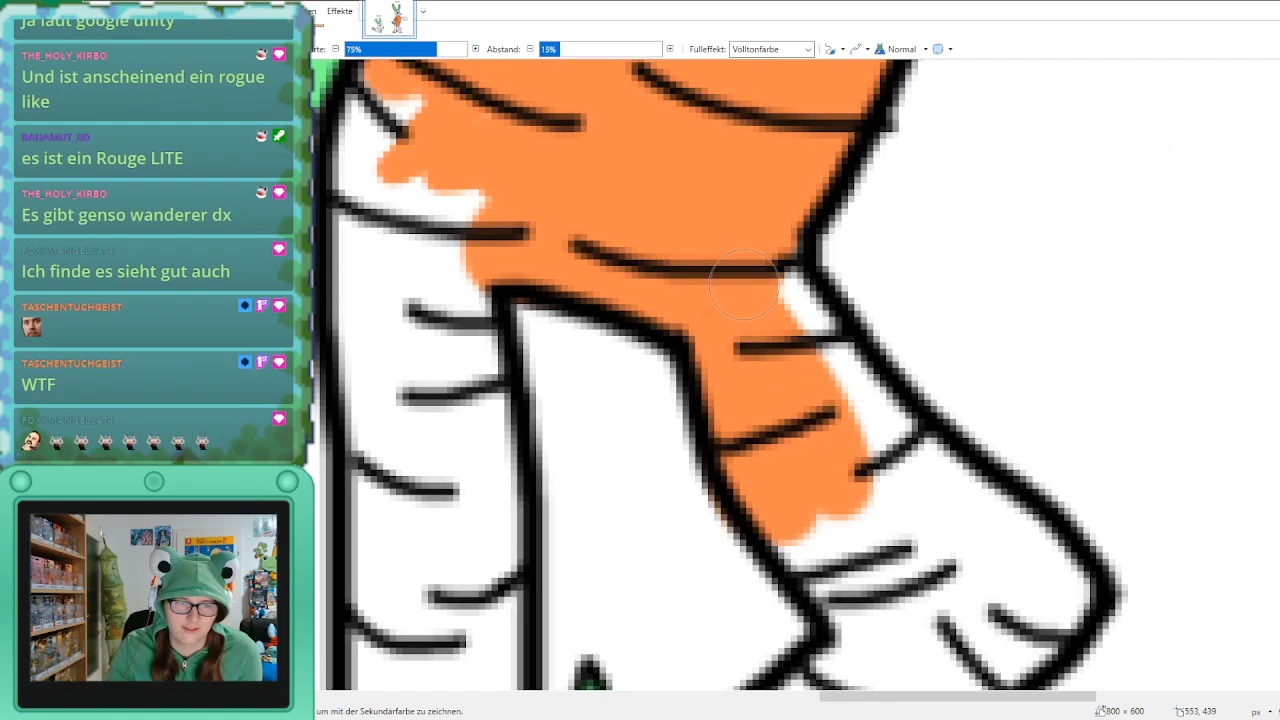 Ja laut google unity
THE_HOLY_KIRBO
Und ist anscheinend ein rogue
like
BAHAMUT_RD
es ist ein Rouge LITE
THE_HOLY_KIRBO
Es gibt genso wanderer dx
Ich finde es sieht gut auch
TASCHENTUCHGEIST
TASCHENTUCHGEIST
WTF
Effekte
75%
Abstand:
15%
Fülleffekt:
Volltonfarbe
Normal
um mit der Sekundärfarbe zu zeichnen.
800 × 600
553, 439
px